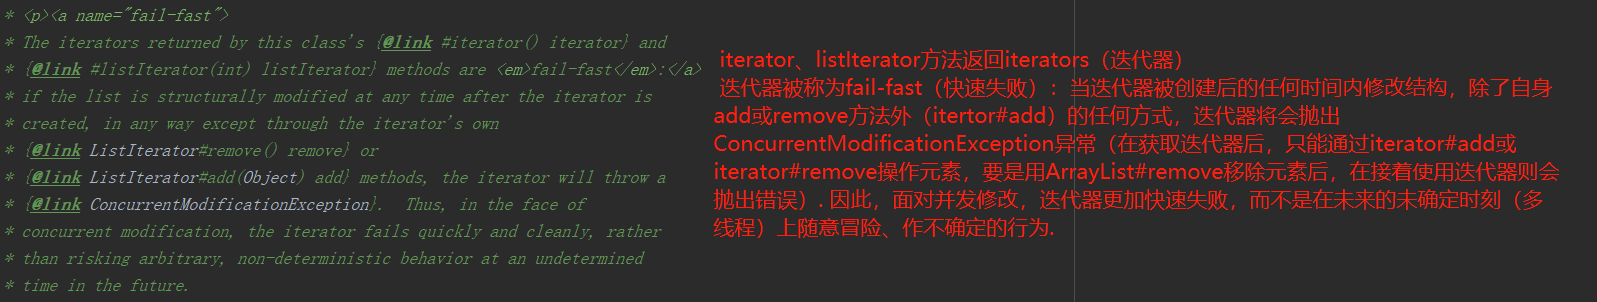 * <p><a name="fail-fast">
* The iterators returned by this class's {@link #iterator() iterator} and
* {@link #listIterator(int) listIterator} methods are <em>fail-fast</em>:</a>
* if the list is structurally modified at any time after the iterator is
* created, in any way except through the iterator's own
* {@link ListIterator#remove() remove} or
* {@link ListIterator#add(Object) add} methods, the iterator will throw a
* {@link ConcurrentModificationException}.  Thus, in the face of
* concurrent modification, the iterator fails quickly and cleanly, rather
* than risking arbitrary, non-deterministic behavior at an undetermined
* time in the future.
iterator、listIterator方法返回iterators（迭代器）
迭代器被称为fail-fast（快速失败）：当迭代器被创建后的任何时间内修改结构，除了自身
add或remove方法外（itertor#add）的任何方式，迭代器将会抛出
ConcurrentModificationException异常（在获取迭代器后，只能通过iterator#add或
iterator#remove操作元素，要是用ArrayList#remove移除元素后，在接着使用迭代器则会
抛出错误）. 因此，面对并发修改，迭代器更加快速失败，而不是在未来的未确定时刻（多
线程）上随意冒险、作不确定的行为.